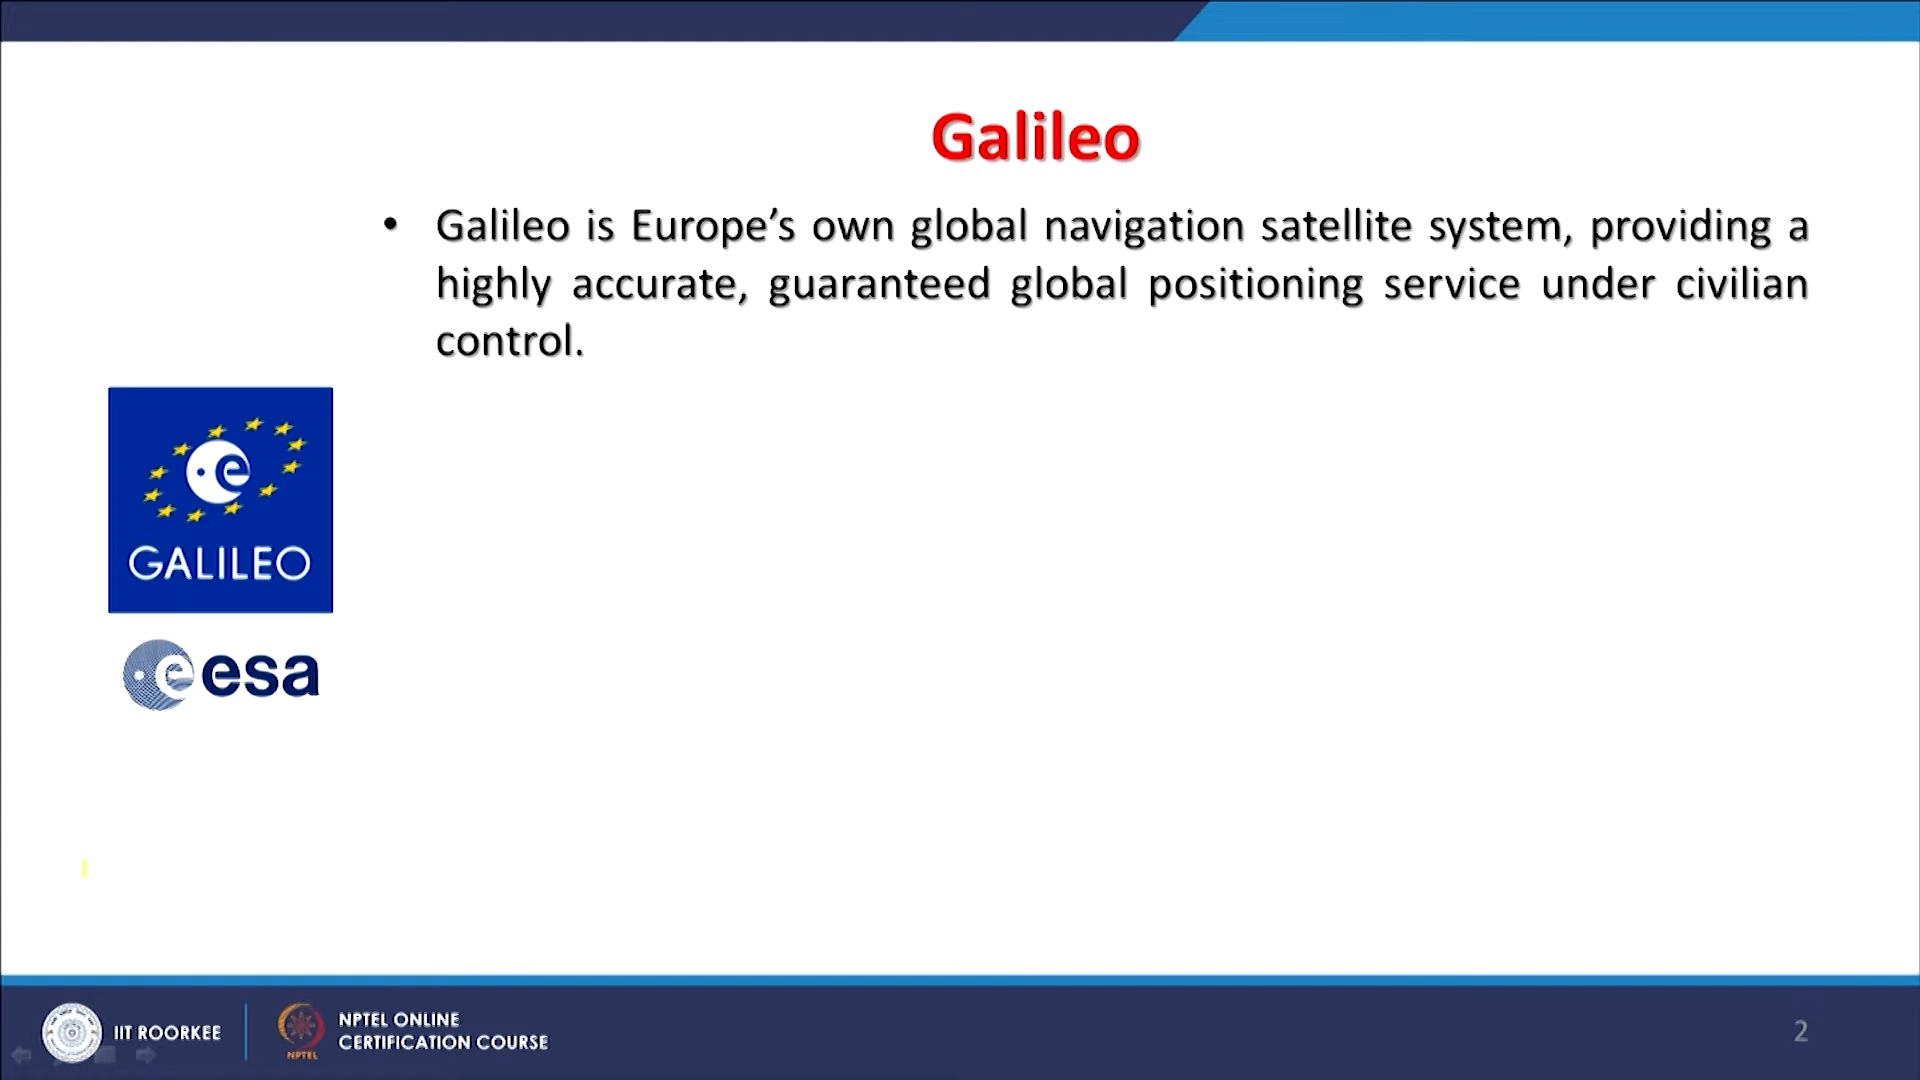 Galileo
• Galileo is Europe’s own global navigation satellite system, providing a
highly accurate, guaranteed global positioning service under civilian
control.
GALILEO
esa
IIT ROORKEE
NPTEL
NPTEL ONLINE
CERTIFICATION COURSE
2